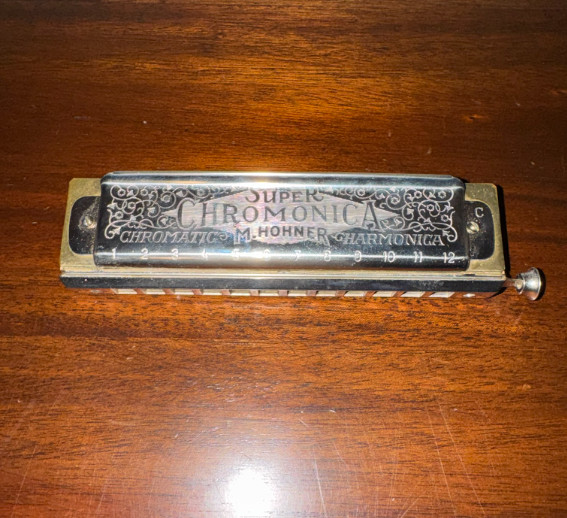 SUPER
CHROMONICA
CHROMATIC M. HOHNER HARMONICA
1 2 3 4 5 6 7 8 9 10 11 12
C